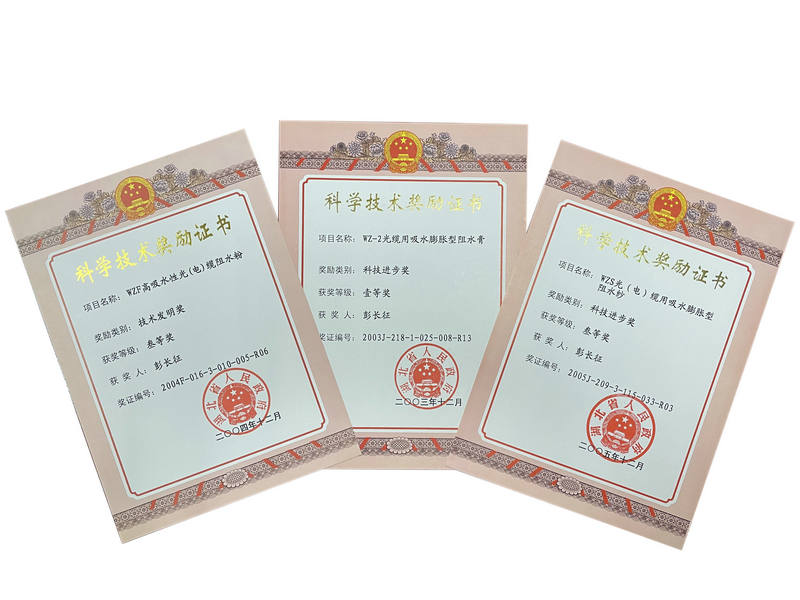 科学技术奖励证书
项目名称： WZF高吸水性光(电)缆阻水粉
奖励类别： 技术发明奖
获奖等级： 叁等奖
获 奖 人： 彭长征
奖证编号： 2004F-016-3-010-005-R06
湖北省人民政府
二〇〇四年十二月
科学技术奖励证书
项目名称： WZ-2光缆用吸水膨胀型阻水膏
奖励类别： 科技进步奖
获奖等级： 壹等奖
获 奖 人： 彭长征
奖证编号： 2003J-218-1-025-008-R13
湖北省人民政府
二〇〇三年十二月
科学技术奖励证书
项目名称： WZS光（电）缆用吸水膨胀型
阻水纱
奖励类别： 科技进步奖
获奖等级： 叁等奖
获 奖 人： 彭长征
奖证编号： 2005J-209-3-115-033-R03
湖北省人民政府
二〇〇五年十二月